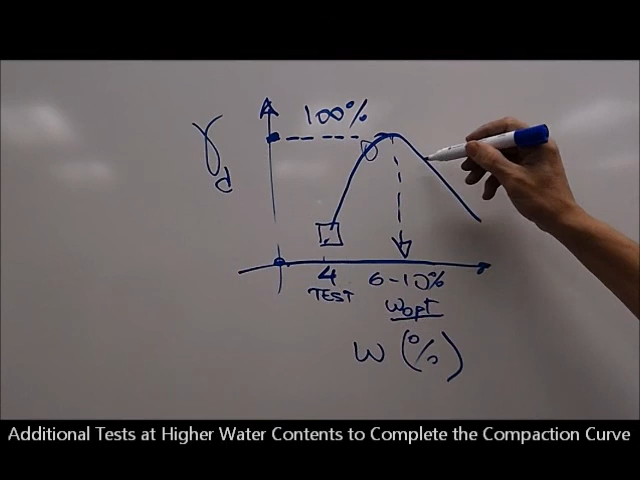 100%
γd
4
TEST
6-10%
wopt
w (%)
Additional Tests at Higher Water Contents to Complete the Compaction Curve